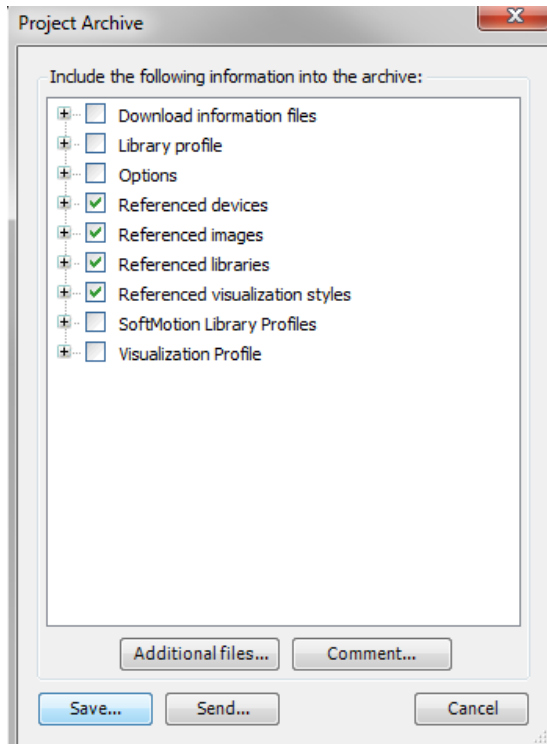 Project Archive
Include the following information into the archive:
Download information files
Library profile
Options
Referenced devices
Referenced images
Referenced libraries
Referenced visualization styles
SoftMotion Library Profiles
Visualization Profile
Additional files...
Comment...
Save...
Send...
Cancel